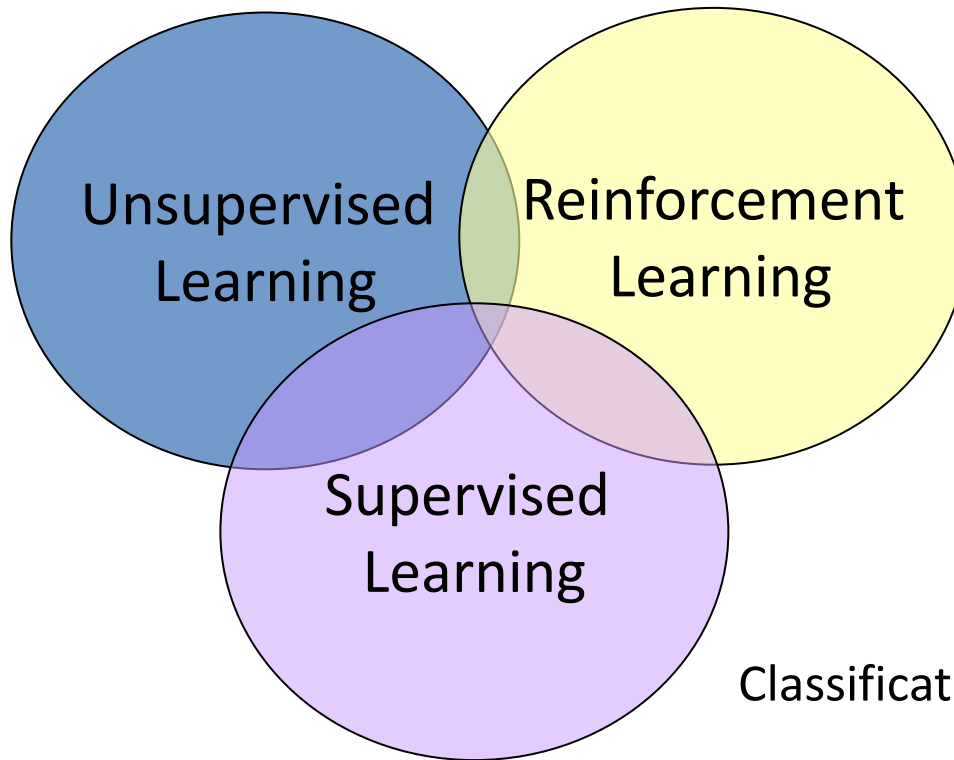 Unsupervised
Learning
Reinforcement
Learning
Supervised
Learning
Classificat